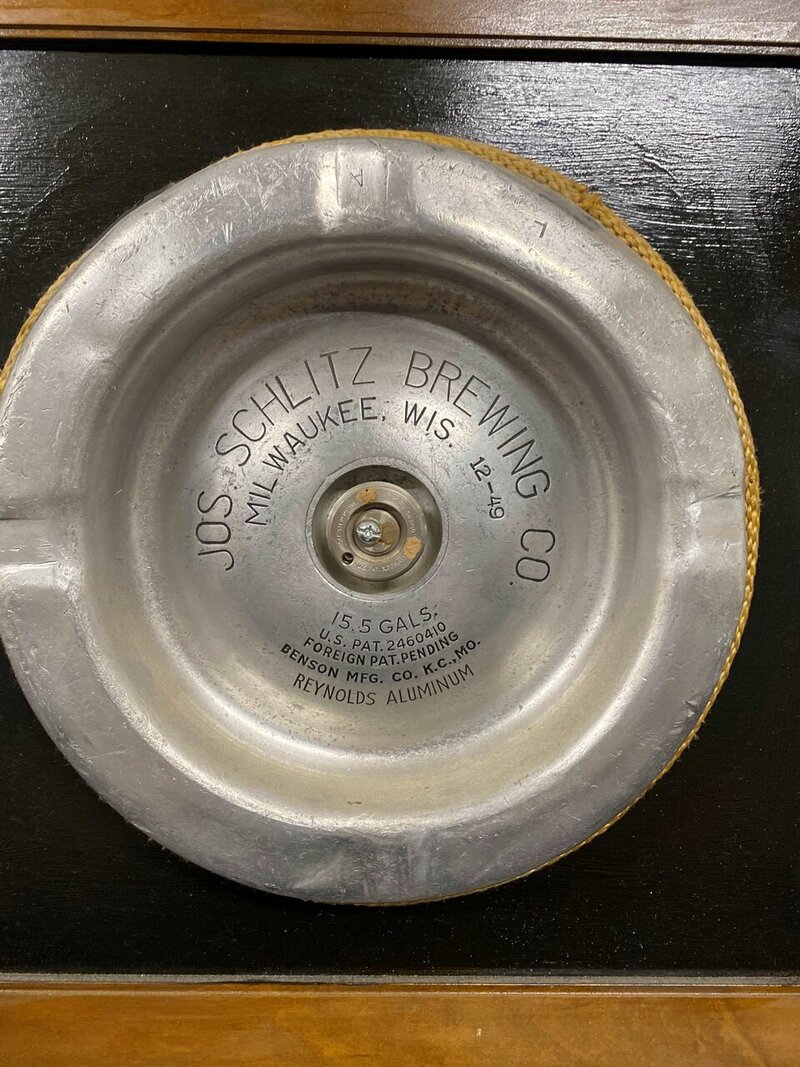 JOS. SCHLITZ BREWING CO.
MILWAUKEE, WIS. 12-49
15.5 GALS.
U.S. PAT. 2460410
FOREIGN PAT. PENDING
BENSON MFG. CO. K.C., MO.
REYNOLDS ALUMINUM